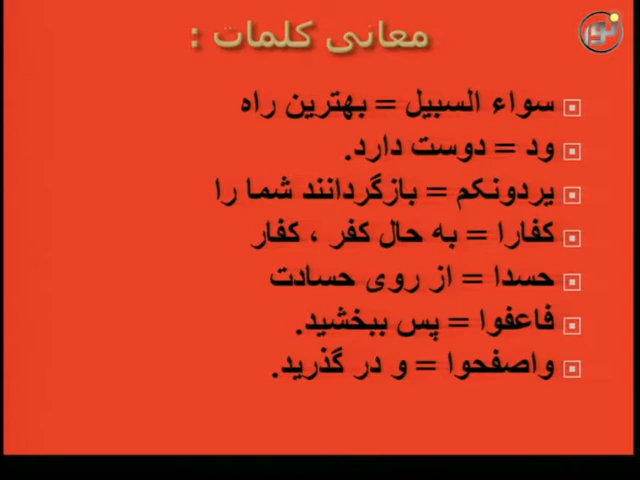 معانی کلمات :
سواء السبیل = بهترین راه
ود = دوست دارد.
یردونکم = بازگردانند شما را
کفارا = به حال کفر ، کفار
حسدا = از روی حسادت
فاعفوا = پس ببخشید.
واصفحوا = و در گذرید.
نور